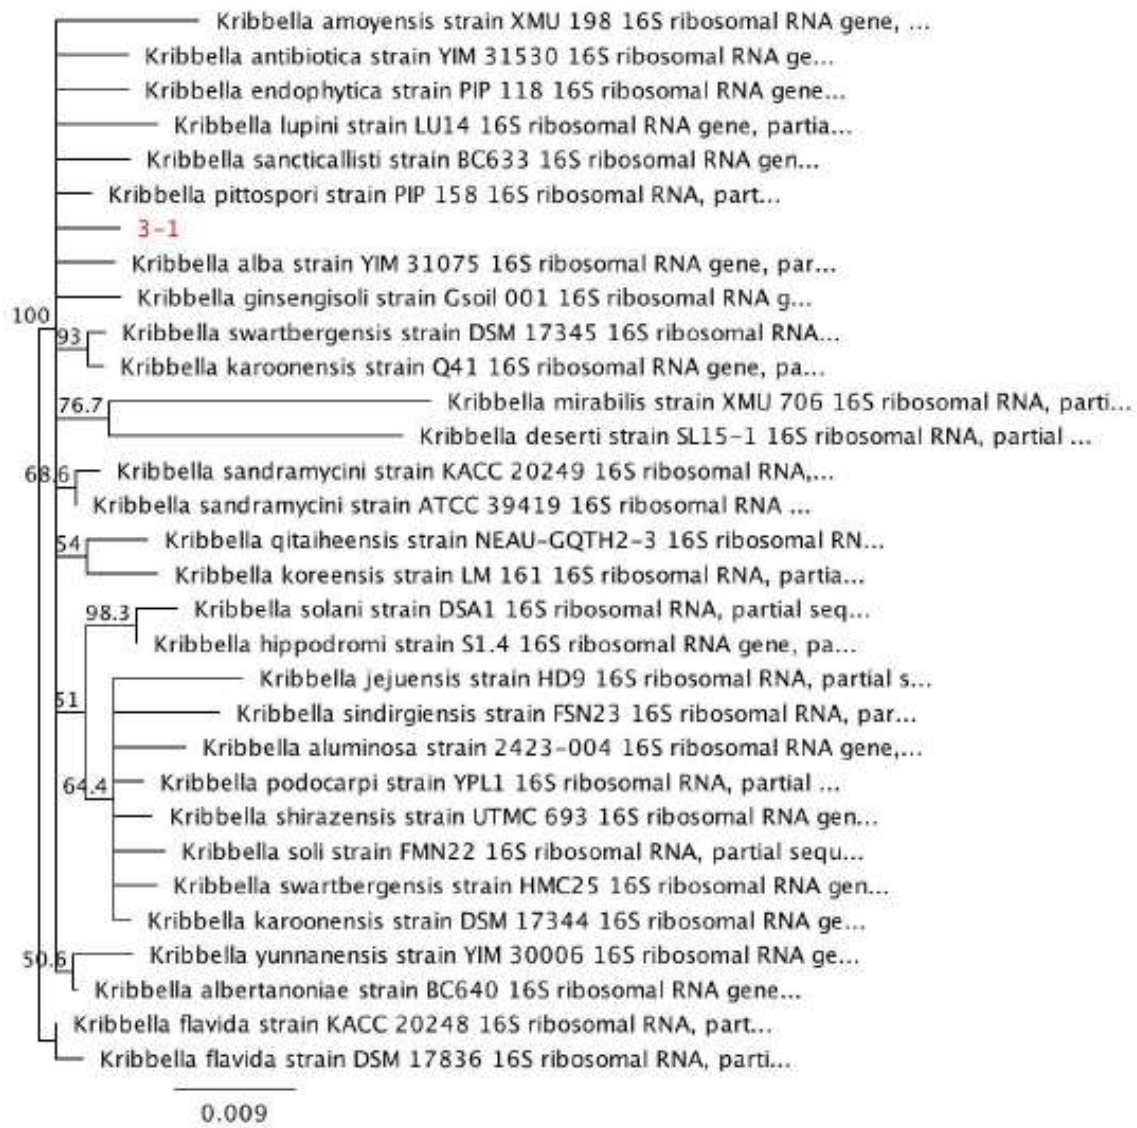 Kribbella amoyensis strain XMU 198 16S ribosomal RNA gene, ...
Kribbella antibiotica strain YIM 31530 16S ribosomal RNA ge...
Kribbella endophytica strain PIP 118 16S ribosomal RNA gene...
Kribbella lupini strain LU14 16S ribosomal RNA gene, partia...
Kribbella sancticallisti strain BC633 16S ribosomal RNA gen...
Kribbella pittospori strain PIP 158 16S ribosomal RNA, part...
3-1
Kribbella alba strain YIM 31075 16S ribosomal RNA gene, par...
Kribbella ginsengisoli strain Gsoil 001 16S ribosomal RNA g...
100
93 Kribbella swartbergensis strain DSM 17345 16S ribosomal RNA...
Kribbella karoonensis strain Q41 16S ribosomal RNA gene, pa...
76.7 Kribbella mirabilis strain XMU 706 16S ribosomal RNA, parti...
Kribbella deserti strain SL15-1 16S ribosomal RNA, partial ...
68.6 Kribbella sandramycini strain KACC 20249 16S ribosomal RNA,...
Kribbella sandramycini strain ATCC 39419 16S ribosomal RNA ...
54 Kribbella qitaiheensis strain NEAU-GQTH2-3 16S ribosomal RN...
Kribbella koreensis strain LM 161 16S ribosomal RNA, partia...
98.3 Kribbella solani strain DSA1 16S ribosomal RNA, partial seq...
Kribbella hippodromi strain S1.4 16S ribosomal RNA gene, pa...
Kribbella jejuensis strain HD9 16S ribosomal RNA, partial s...
51 Kribbella sindirgiensis strain FSN23 16S ribosomal RNA, par...
Kribbella aluminosa strain 2423-004 16S ribosomal RNA gene,...
64.4 Kribbella podocarpi strain YPL1 16S ribosomal RNA, partial ...
Kribbella shirazensis strain UTMC 693 16S ribosomal RNA gen...
Kribbella soli strain FMN22 16S ribosomal RNA, partial sequ...
Kribbella swartbergensis strain HMC25 16S ribosomal RNA gen...
Kribbella karoonensis strain DSM 17344 16S ribosomal RNA ge...
50.6 Kribbella yunnanensis strain YIM 30006 16S ribosomal RNA ge...
Kribbella albertanoniae strain BC640 16S ribosomal RNA gene...
Kribbella flavida strain KACC 20248 16S ribosomal RNA, part...
Kribbella flavida strain DSM 17836 16S ribosomal RNA, parti...
0.009